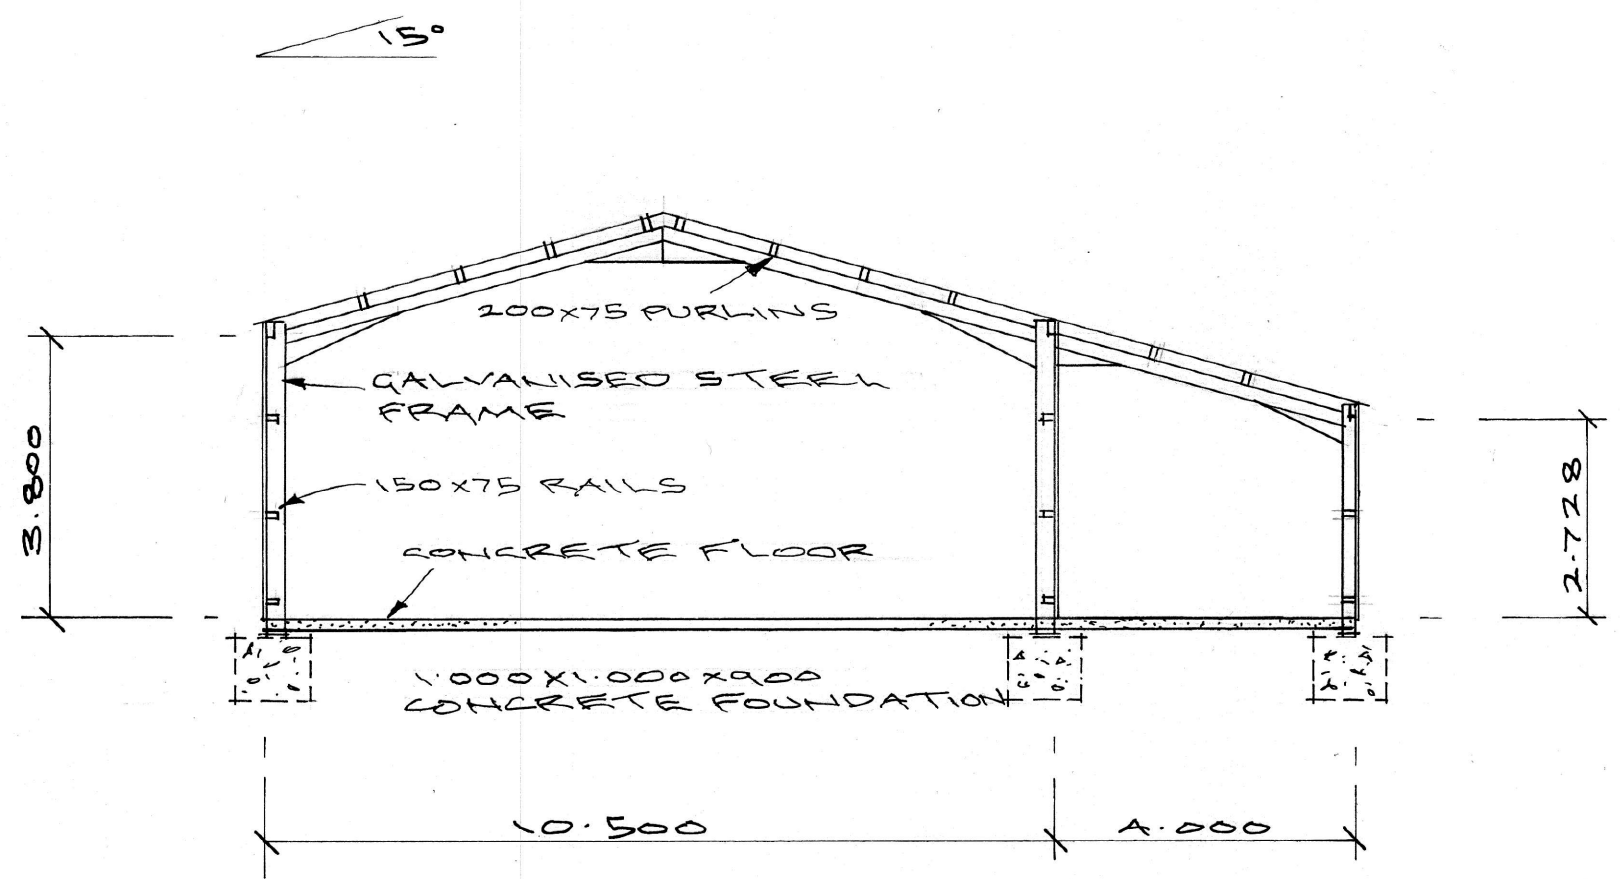 15°
200x75 PURLINS
GALVANISED STEEL
FRAME
3.800
150x75 RAILS
2.728
CONCRETE FLOOR
1.000x1.000x900
CONCRETE FOUNDATION
10.500
4.000